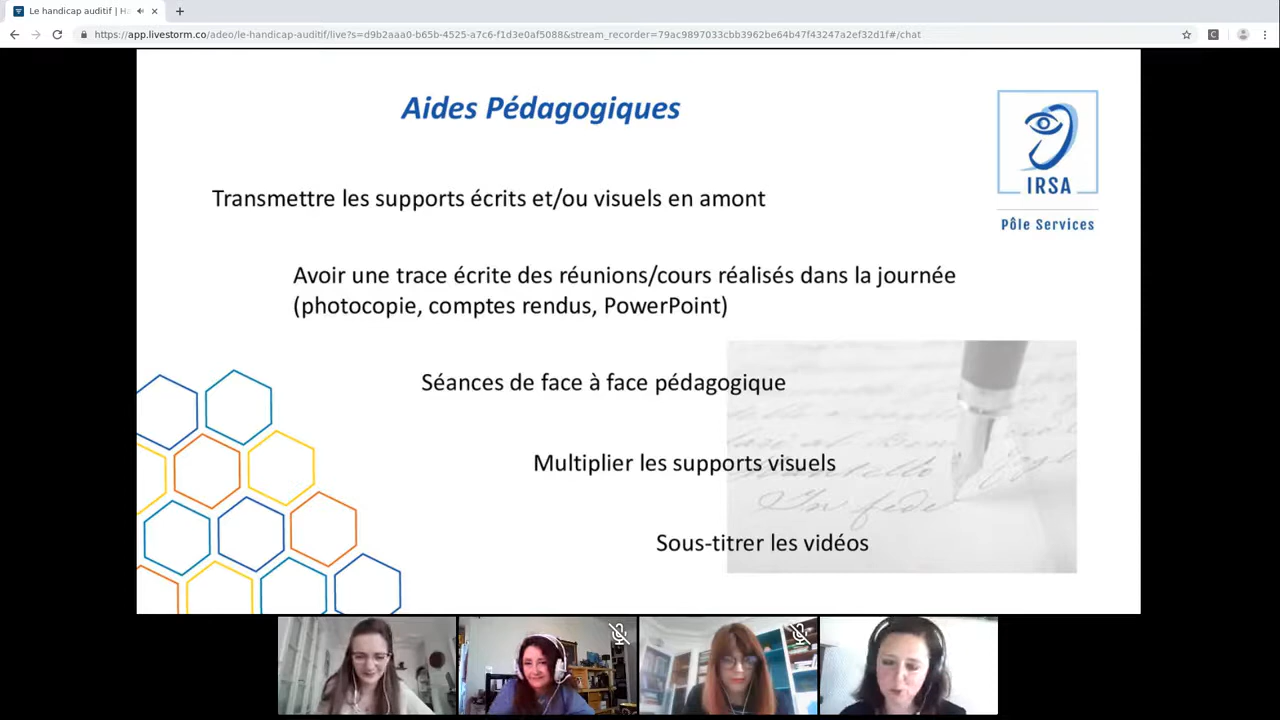 Le handicap auditif | Ha
https://app.livestorm.co/adeo/le-handicap-auditif/live?s=d9b2aaa0-b65b-4525-a7c6-f1d3e0af5088&stream_recorder=79ac9897033cbb3962be64b47f43247a2ef32d1f#/chat
Aides Pédagogiques
IRSA
Pôle Services
Transmettre les supports écrits et/ou visuels en amont
Avoir une trace écrite des réunions/cours réalisés dans la journée
(photocopie, comptes rendus, PowerPoint)
Séances de face à face pédagogique
Multiplier les supports visuels
In fede
Sous-titrer les vidéos